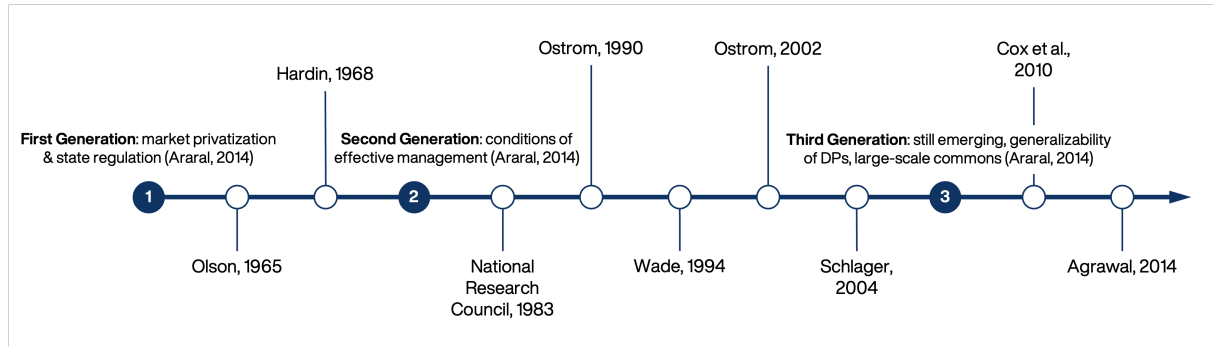 Ostrom, 1990
Ostrom, 2002
Cox et al.,
2010
Hardin, 1968
First Generation: market privatization
& state regulation (Araral, 2014)
Second Generation: conditions of
effective management (Araral, 2014)
Third Generation: still emerging, generalizability
of DPs, large-scale commons (Araral, 2014)
1
2
3
Olson, 1965
National
Research
Council, 1983
Wade, 1994
Schlager,
2004
Agrawal, 2014